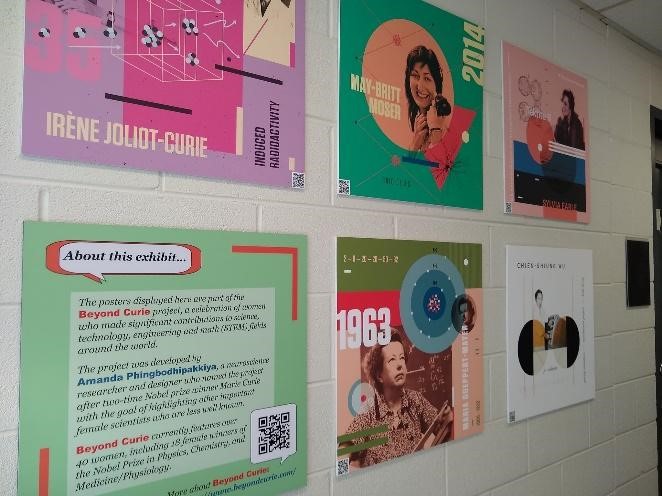 35
IRÈNE JOLIOT-CURIE
INDUCED
RADIOACTIVITY
2014
MAY-BRITT
MOSER
SYLVIA EARLE
About this exhibit...
The posters displayed here are part of the
Beyond Curie project, a celebration of women
who made significant contributions to science,
technology, engineering and math (STEM) fields
around the world.
The project was developed by
Amanda Phingbodhipakkiya, a neuroscience
researcher and designer who named the project
after two-time Nobel prize winner Marie Curie
with the goal of highlighting other important
female scientists who are less well known.
Beyond Curie currently features over
40 women, including 18 female winners of
the Nobel Prize in Physics, Chemistry, and
Medicine/Physiology.
More about Beyond Curie:
//www.beyondcurie.com/
1963
MARIA GOEPPERT-MAYER
CHIEN-SHIUNG WU